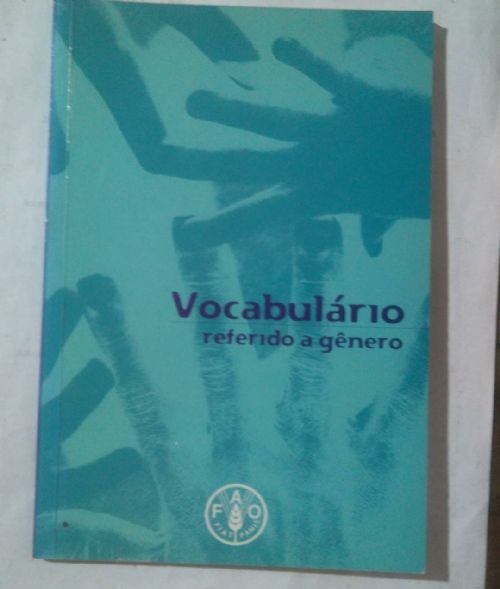 Vocabulário
referido a gênero
FAO
FIAT PANIS